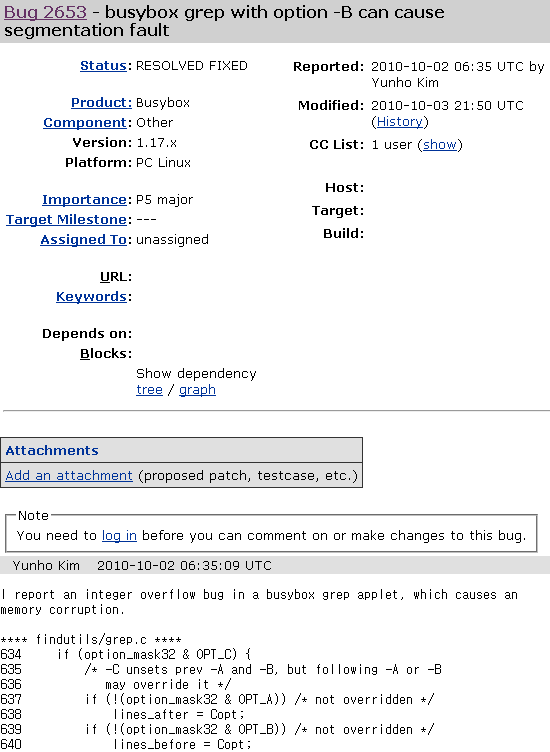 Bug 2653 - busybox grep with option -B can cause
segmentation fault
Status: RESOLVED FIXED
Product: Busybox
Component: Other
Version: 1.17.x
Platform: PC Linux
Importance: P5 major
Target Milestone: ---
Assigned To: unassigned
URL:
Keywords:
Depends on:
Blocks:
Show dependency
tree / graph
Reported: 2010-10-02 06:35 UTC by
Yunho Kim
Modified: 2010-10-03 21:50 UTC
(History)
CC List: 1 user (show)
Host:
Target:
Build:
Attachments
Add an attachment (proposed patch, testcase, etc.)
Note
You need to log in before you can comment on or make changes to this bug.
Yunho Kim 2010-10-02 06:35:09 UTC
I report an integer overflow bug in a busybox grep applet, which causes an
memory corruption.
**** findutils/grep.c ****
634 if (option_mask32 & OPT_C) {
635 /* -C unsets prev -A and -B, but following -A or -B
636 may override it */
637 if (!(option_mask32 & OPT_A)) /* not overridden */
638 lines_after = Copt;
639 if (!(option_mask32 & OPT_B)) /* not overridden */
640 lines_before = Copt;